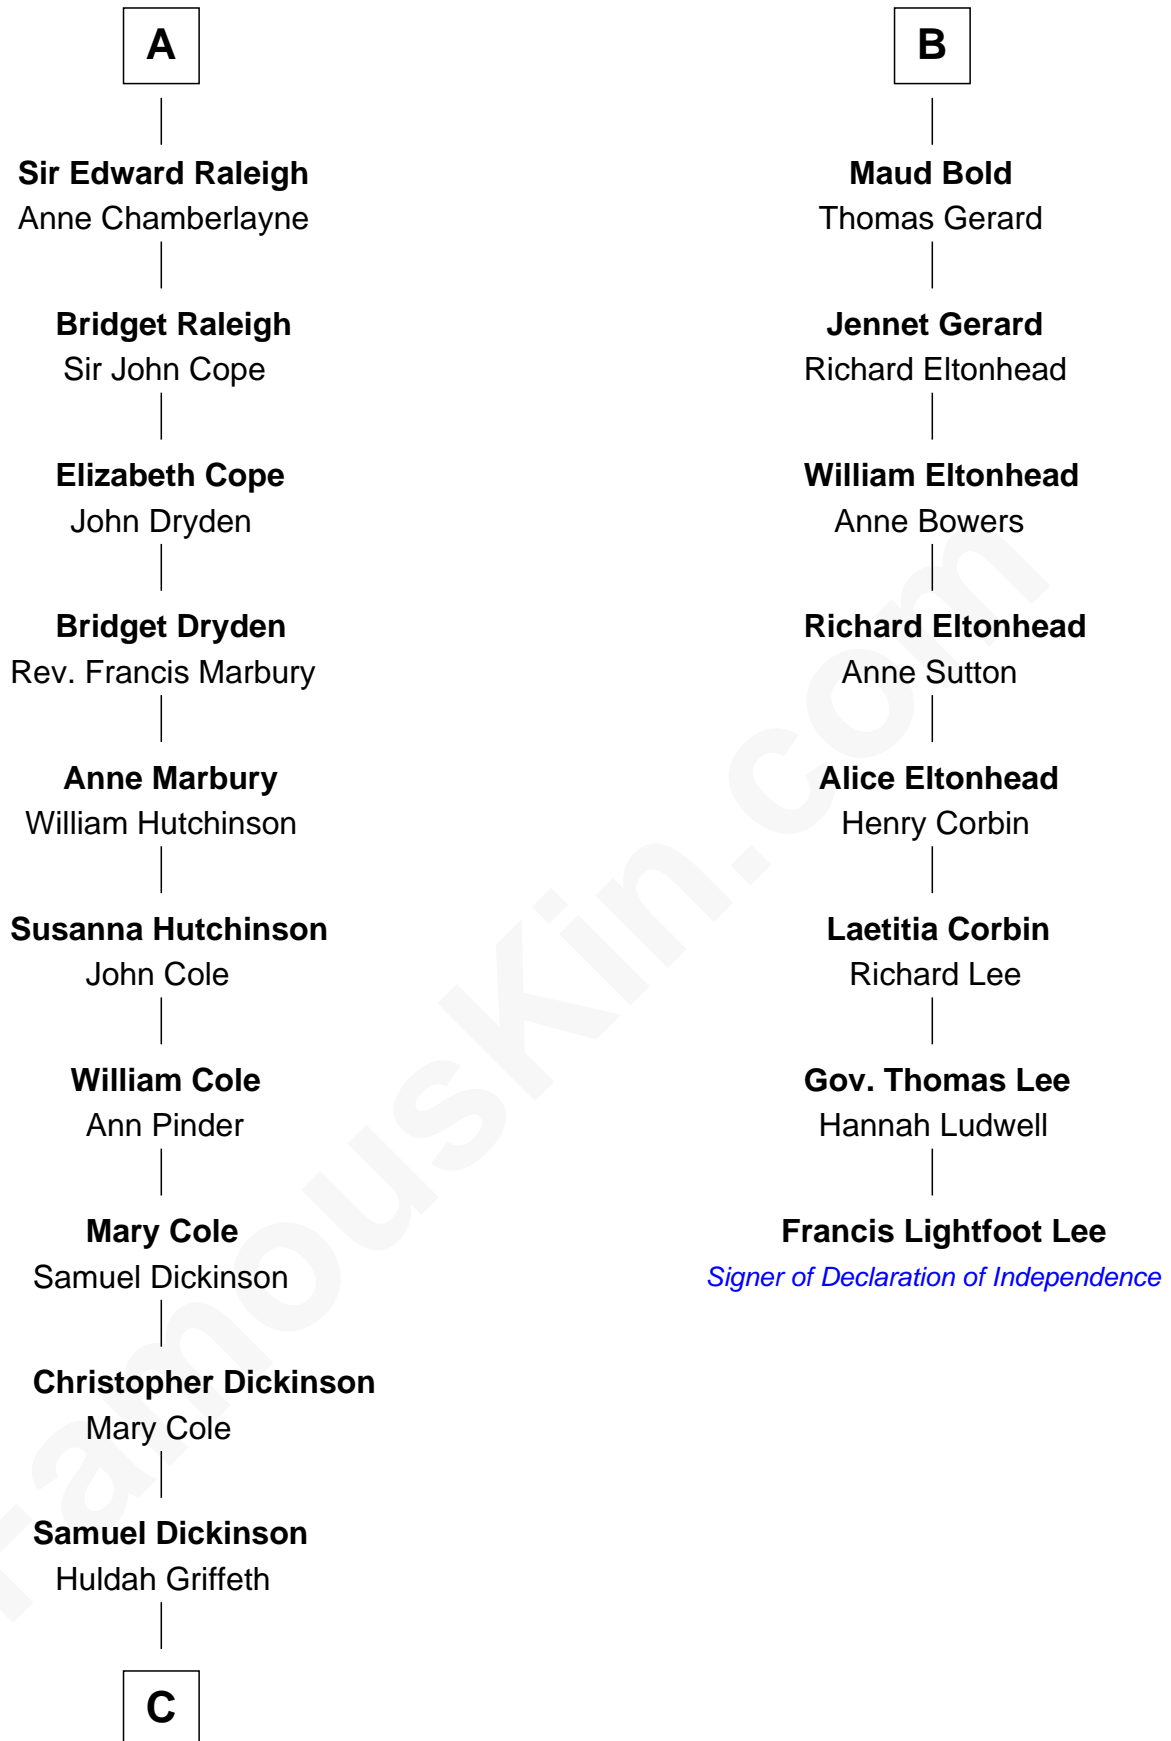 A
Sir Edward Raleigh
Anne Chamberlayne
Bridget Raleigh
Sir John Cope
Elizabeth Cope
John Dryden
Bridget Dryden
Rev. Francis Marbury
Anne Marbury
William Hutchinson
Susanna Hutchinson
John Cole
William Cole
Ann Pinder
Mary Cole
Samuel Dickinson
Christopher Dickinson
Mary Cole
Samuel Dickinson
Huldah Griffeth
C
B
Maud Bold
Thomas Gerard
Jennet Gerard
Richard Eltonhead
William Eltonhead
Anne Bowers
Richard Eltonhead
Anne Sutton
Alice Eltonhead
Henry Corbin
Laetitia Corbin
Richard Lee
Gov. Thomas Lee
Hannah Ludwell
Francis Lightfoot Lee
Signer of Declaration of Independence
FamousKin.com